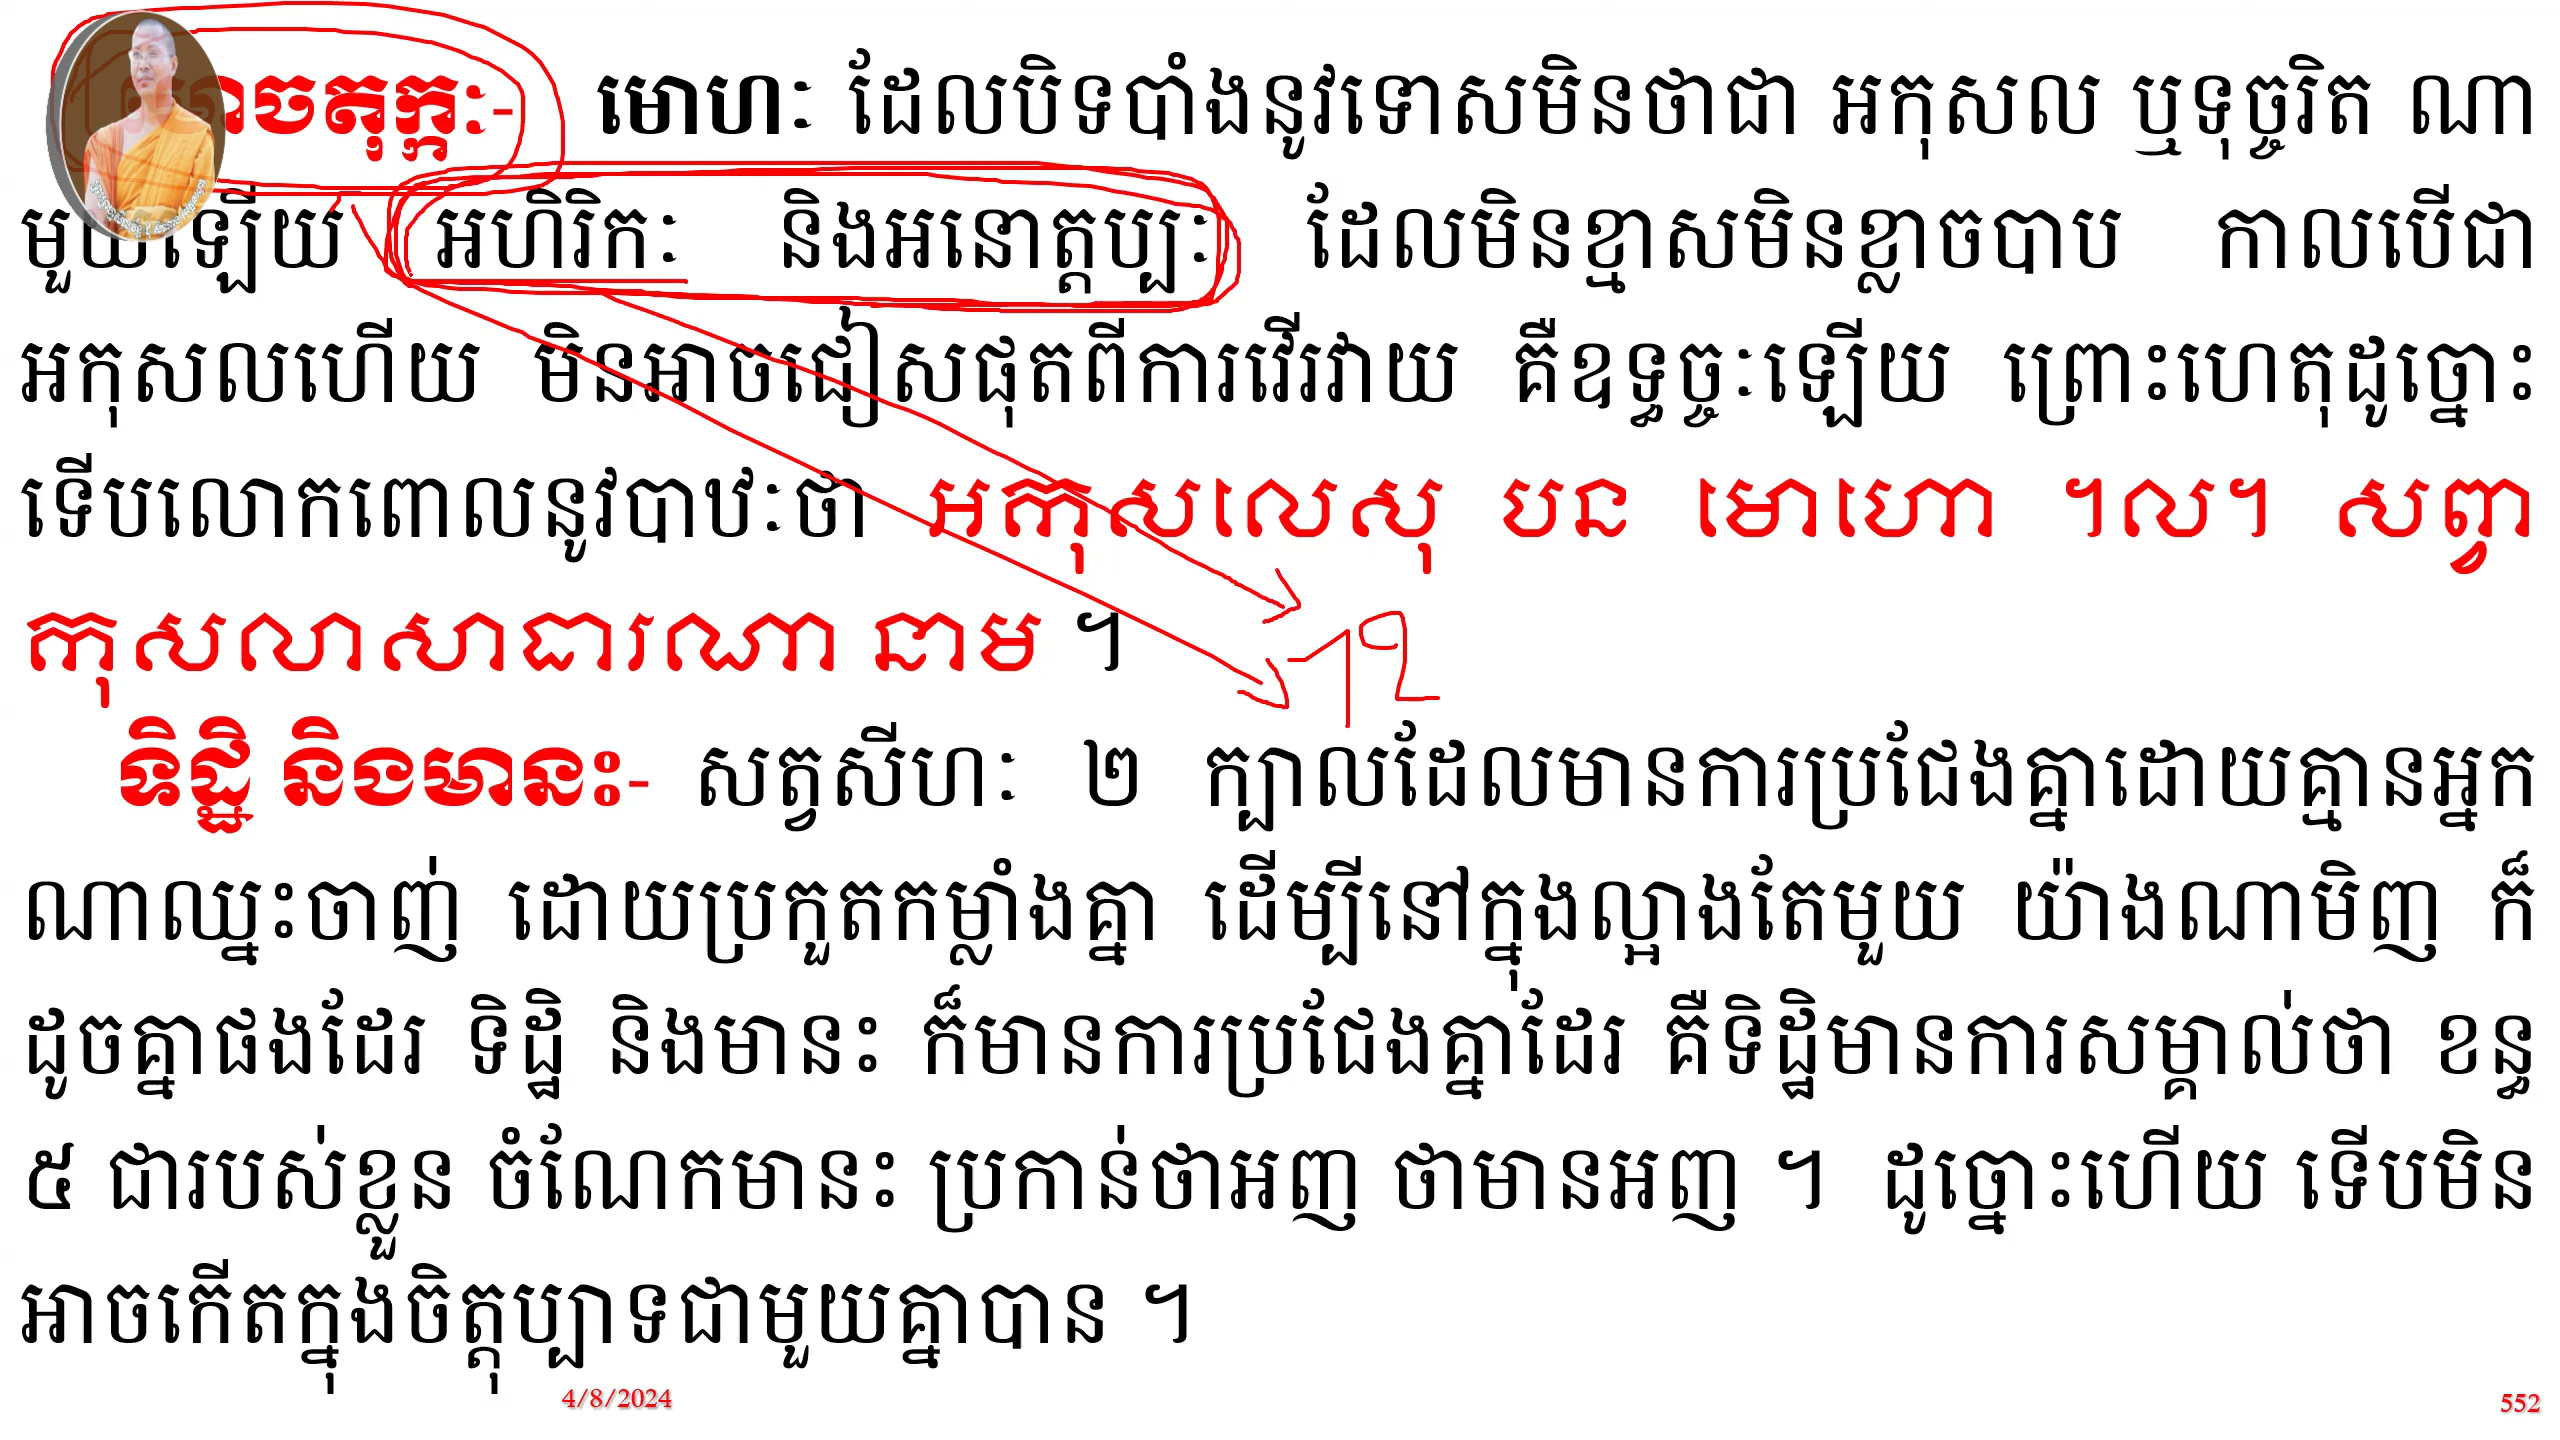 មោហៈ ដែលបិទបាំងនូវទោសមិនថាជា អកុសល ឬទុច្ចរិត ណា
មួយឡើយ អហិរិកៈ និងអនោត្តប្បៈ ដែលមិនខ្មាសមិនខ្លាចបាប កាលបើជា
អកុសលហើយ មិនអាចជៀសផុតពីការវើរវាយ គឺឧទ្ធច្ចៈឡើយ ព្រោះហេតុដូច្នោះ
ទើបលោកពោលនូវបាឋៈថា អកុសលេសុ បន មោហោ ។ល។ សព្វា
កុសលាសាធារណា នាម ។
១២
ទិដ្ឋិ និងមានះ- សត្វសីហៈ ២ ក្បាលដែលមានការប្រជែងគ្នាដោយគ្មានអ្នក
ណាឈ្នះចាញ់ ដោយប្រកួតកម្លាំងគ្នា ដើម្បីនៅក្នុងល្អាងតែមួយ យ៉ាងណាមិញ ក៏
ដូចគ្នាផងដែរ ទិដ្ឋិ និងមានះ ក៏មានការប្រជែងគ្នាដែរ គឺទិដ្ឋិមានការសម្គាល់ថា ខន្ធ
៥ ជារបស់ខ្លួន ចំណែកមានះ ប្រកាន់ថាអញ ថាមានអញ ។ ដូច្នោះហើយ ទើបមិន
អាចកើតក្នុងចិត្តុប្បាទជាមួយគ្នាបាន ។
4/8/2024
552